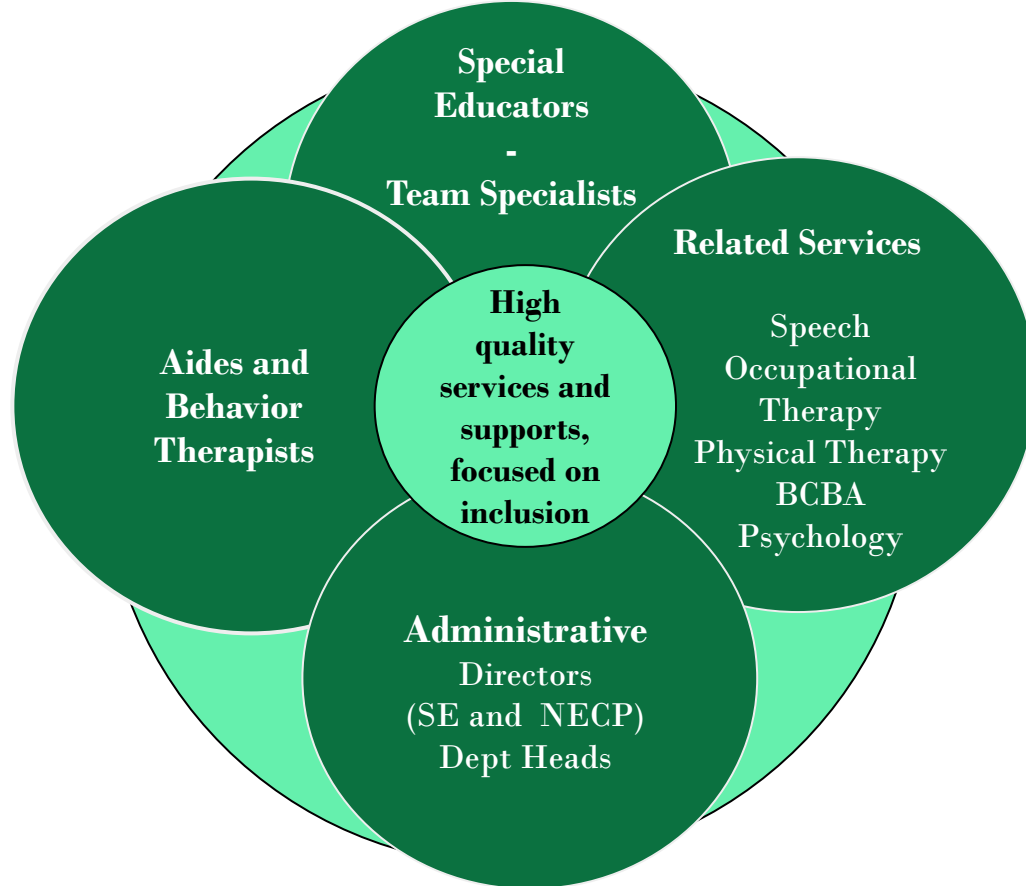 Special
Educators
-
Team Specialists
Related Services
Speech
Occupational
Therapy
Physical Therapy
BCBA
Psychology
Aides and
Behavior
Therapists
High
quality
services and
supports,
focused on
inclusion
Administrative
Directors
(SE and  NECP)
Dept Heads